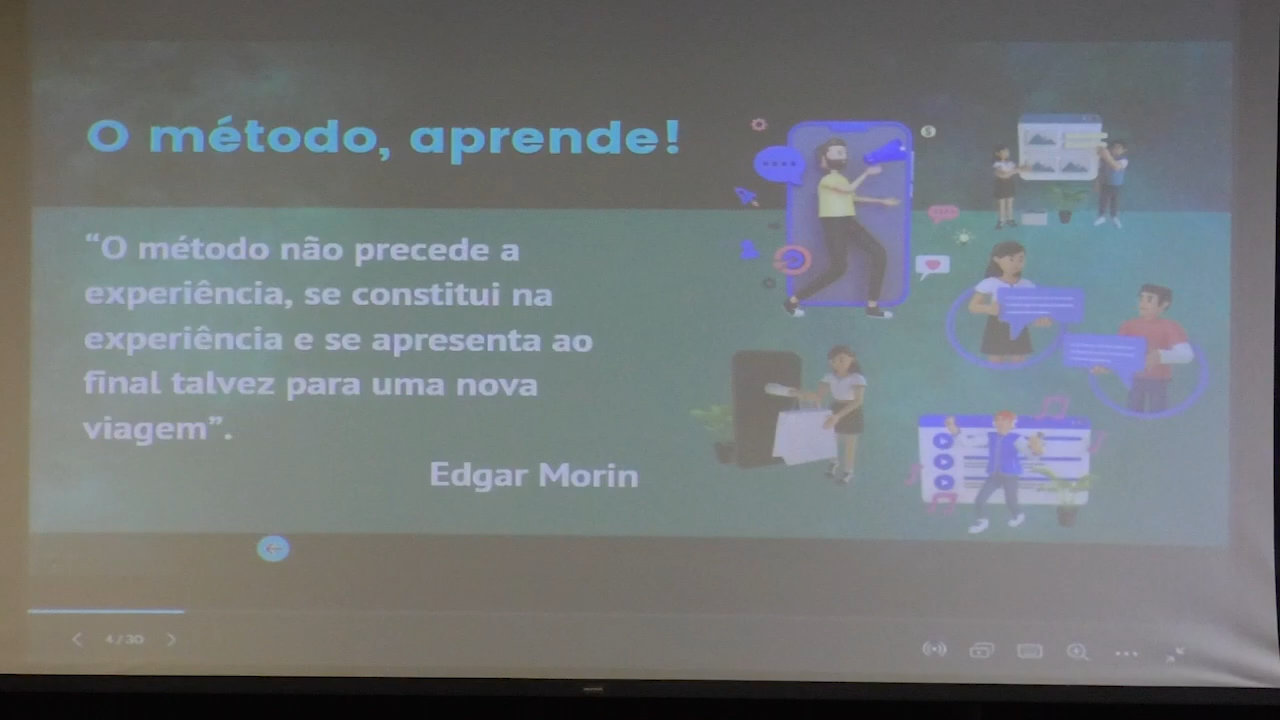 O método, aprende!
“O método não precede a
experiência, se constitui na
experiência e se apresenta ao
final talvez para uma nova
viagem”.
Edgar Morin
4 / 30